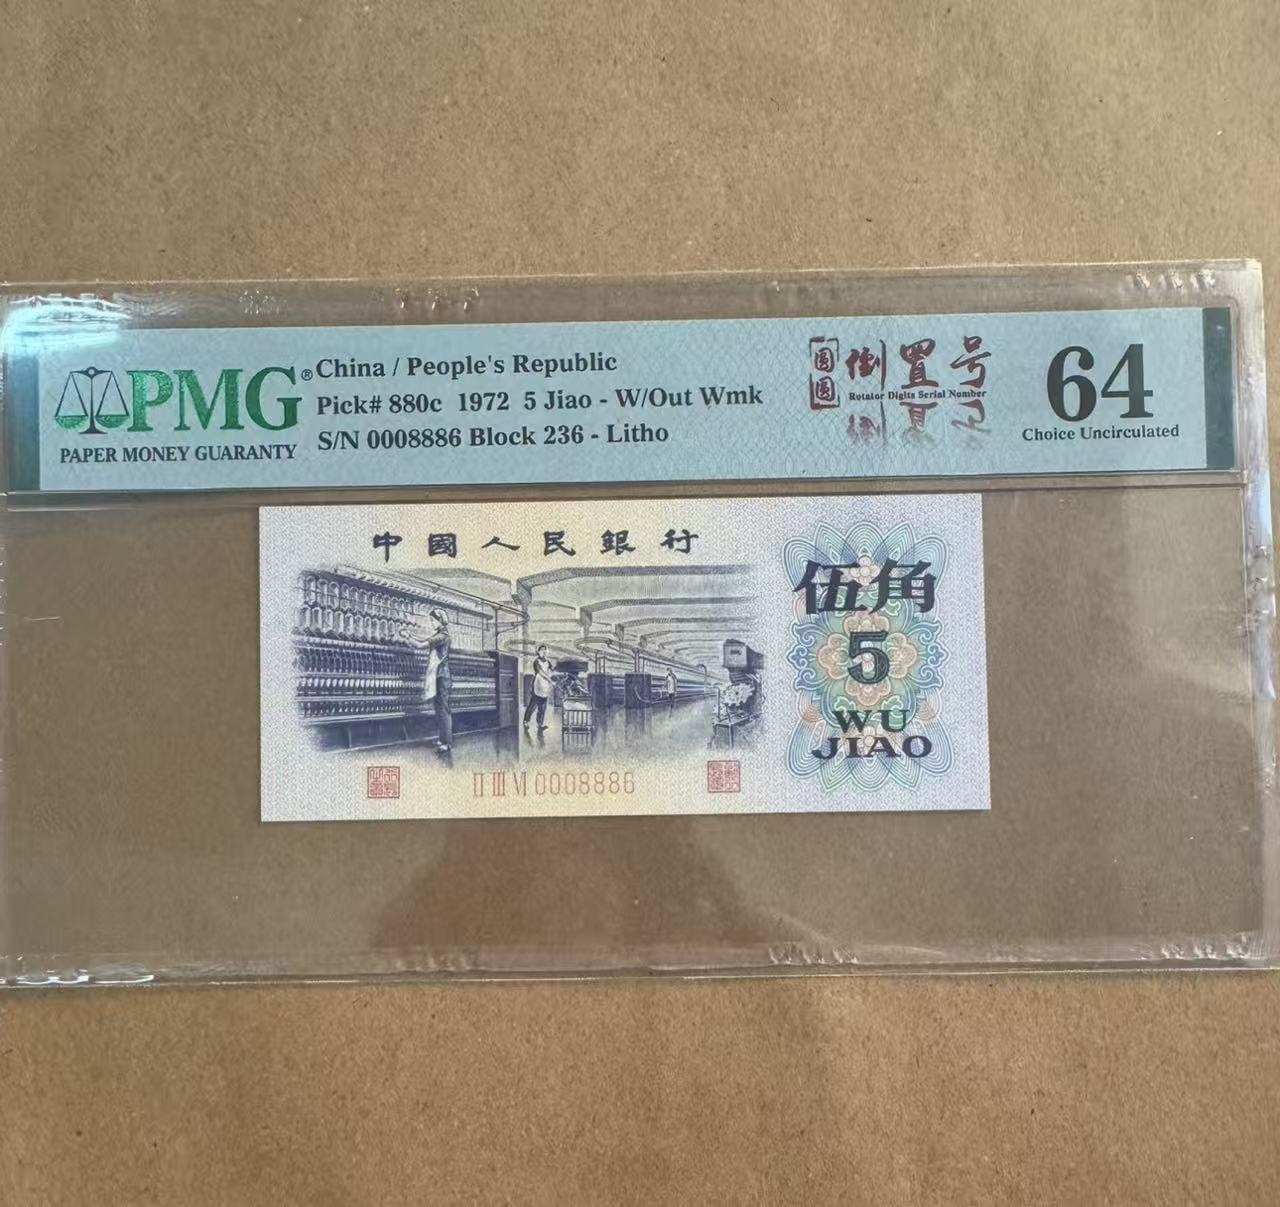 PMG®
PAPER MONEY GUARANTY
China / People's Republic
Pick# 880c 1972 5 Jiao - W/Out Wmk
S/N 0008886 Block 236 - Litho
圆圆
倒置号
Rotator Digits Serial Number
64
Choice Uncirculated
中國人民銀行
伍角
5
WU
JIAO
II III VI 0008886